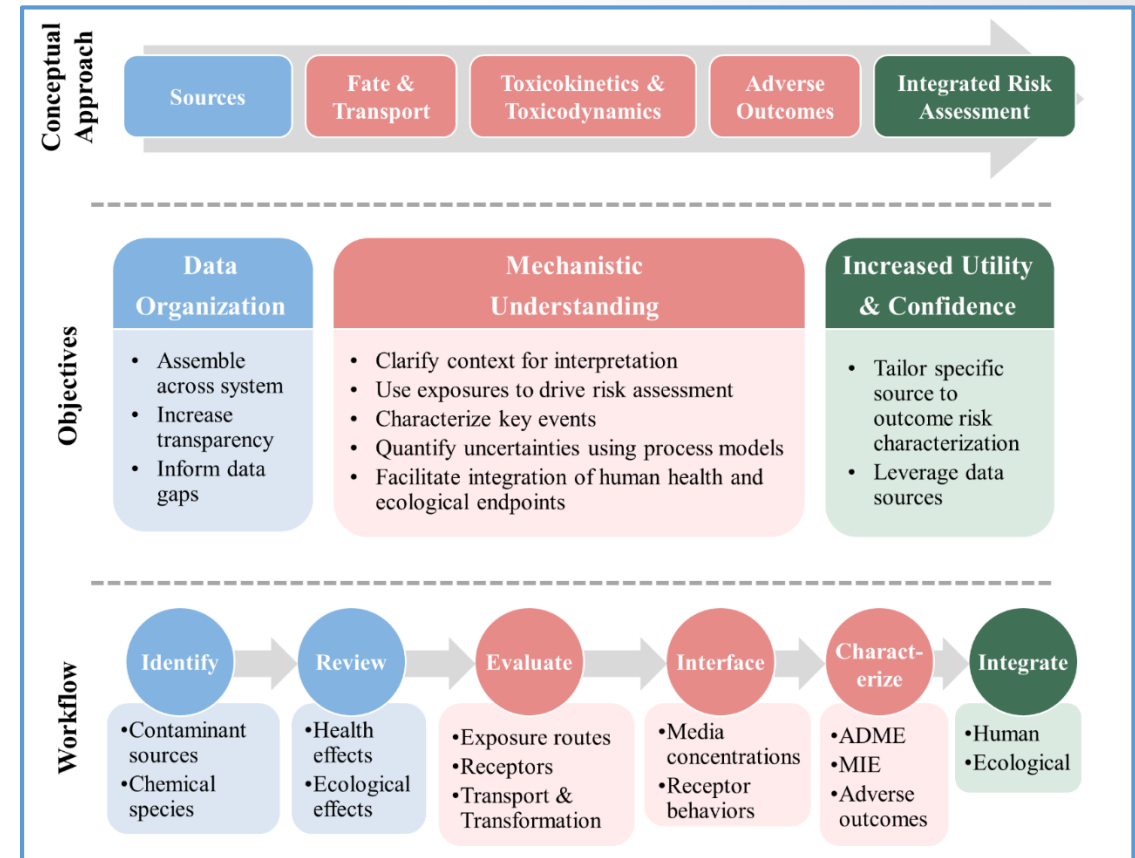 Conceptual
Approach
Sources
Fate &
Transport
Toxicokinetics &
Toxicodynamics
Adverse
Outcomes
Integrated Risk
Assessment
Objectives
Data
Organization
• Assemble
across system
• Increase
transparency
• Inform data
gaps
Mechanistic
Understanding
• Clarify context for interpretation
• Use exposures to drive risk assessment
• Characterize key events
• Quantify uncertainties using process models
• Facilitate integration of human health and
ecological endpoints
Increased Utility
& Confidence
• Tailor specific
source to
outcome risk
characterization
• Leverage data
sources
Workflow
Identify
•Contaminant
sources
•Chemical
species
Review
•Health
effects
•Ecological
effects
Evaluate
•Exposure routes
•Receptors
•Transport &
Transformation
Interface
•Media
concentrations
•Receptor
behaviors
Charact-
erize
•ADME
•MIE
•Adverse
outcomes
Integrate
•Human
•Ecological